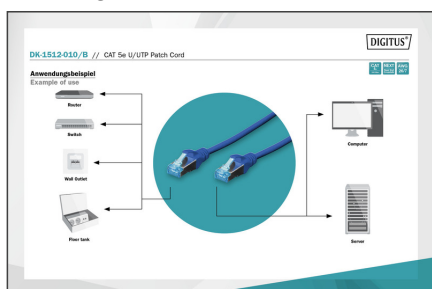 DIGITUS®
DK-1512-010/B // CAT 5e U/UTP Patch Cord
Anwendungsbeispiel
Example of use
Router
Switch
Wall Outlet
Floor tank
Computer
Server